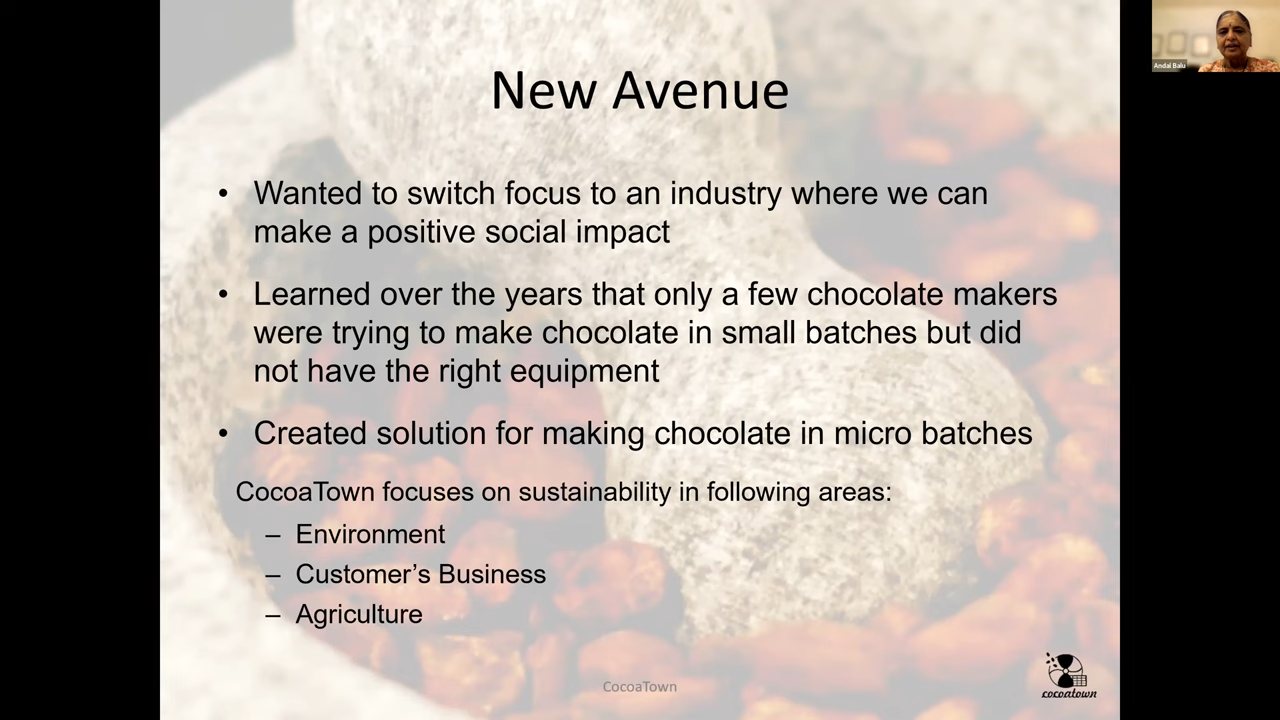 New Avenue
Andal Balu
• Wanted to switch focus to an industry where we can
make a positive social impact
• Learned over the years that only a few chocolate makers
were trying to make chocolate in small batches but did
not have the right equipment
• Created solution for making chocolate in micro batches
CocoaTown focuses on sustainability in following areas:
– Environment
– Customer’s Business
– Agriculture
CocoaTown
cocoatown